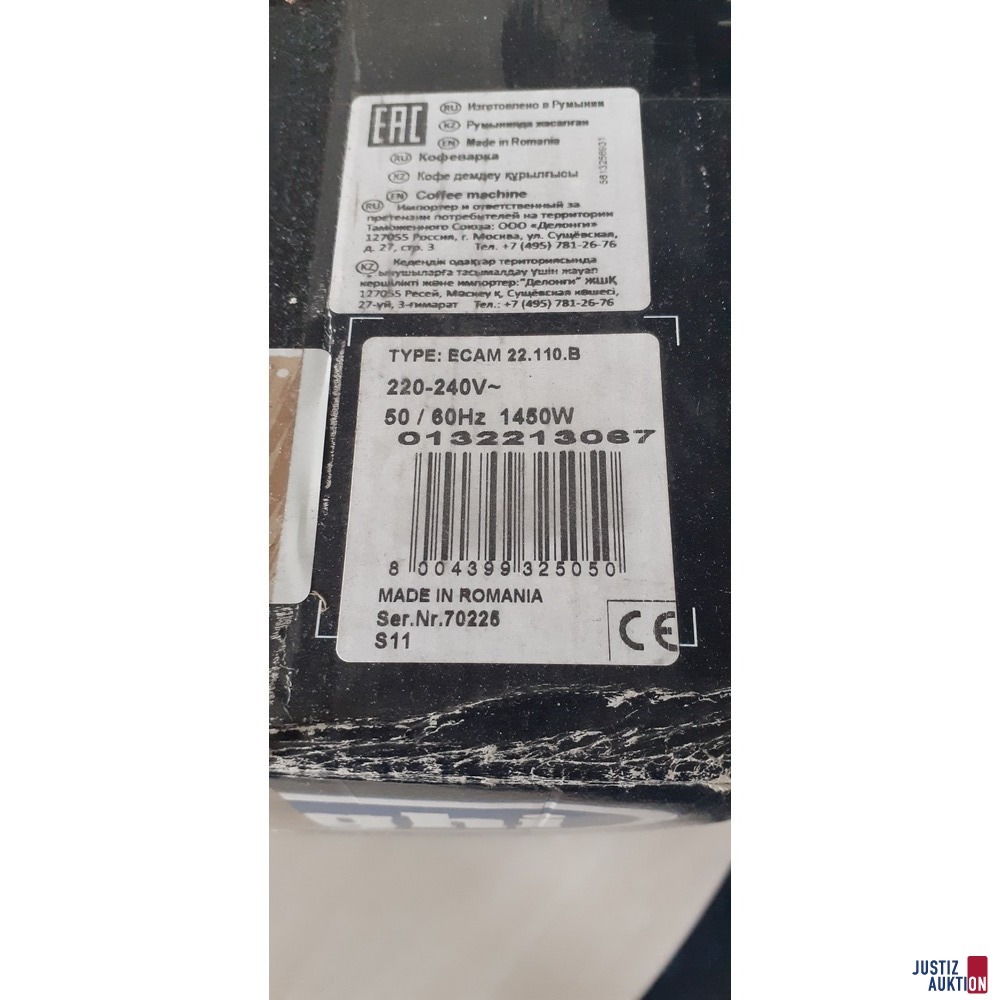 EAC
RU Изготовлено в Румынии
KZ Румынияда жасалған
EN Made in Romania
RU Кофеварка
KZ Кофе демдеу құрылғысы
EN Coffee machine
5613256931
RU Импортер и ответственный за
претензии потребителей на территории
Таможенного Союза: ООО «Делонги»
127055 Россия, г. Москва, ул. Сущёвская,
д. 27, стр. 3 Тел. +7 (495) 781-26-76
KZ Кедендік одақтар территориясында
тасымалдау үшін жауап
және импортер:"Делонги" ЖШҚ
127055 Ресей, Мәскеу қ, Сущёвская көшесі,
27-үй, 3-ғимарат Тел.: +7 (495) 781-26-76
TYPE: ECAM 22.110.B
220-240V~
50 / 60Hz 1450W
0132213067
8 004399 325050
MADE IN ROMANIA
Ser.Nr.70225
S11
CE
JUSTIZ
AUKTION